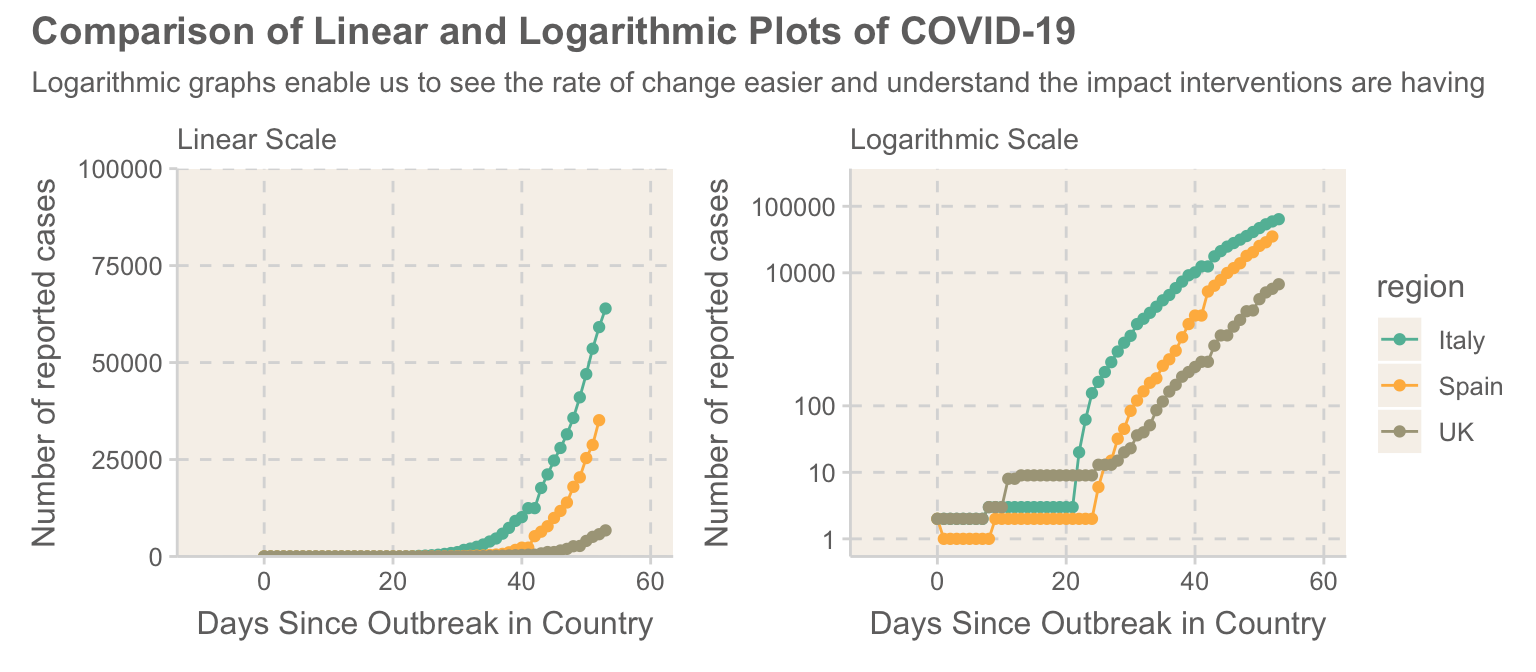 Comparison of Linear and Logarithmic Plots of COVID-19
Logarithmic graphs enable us to see the rate of change easier and understand the impact interventions are having
Linear Scale
Number of reported cases
100000
75000
50000
25000
0
0 20 40 60
Days Since Outbreak in Country
Logarithmic Scale
Number of reported cases
100000
10000
100
10
1
0 20 40 60
Days Since Outbreak in Country
region
Italy
Spain
UK